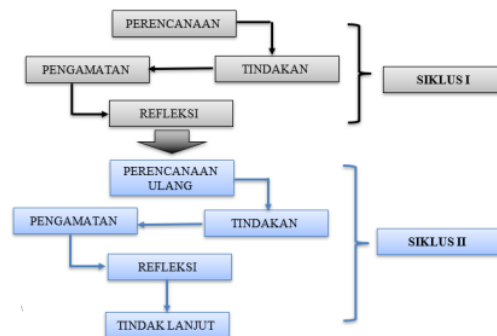 PERENCANAAN
PENGAMATAN
TINDAKAN
SIKLUS I
REFLEKSI
PERENCANAAN
ULANG
PENGAMATAN
TINDAKAN
SIKLUS II
REFLEKSI
TINDAK LANJUT